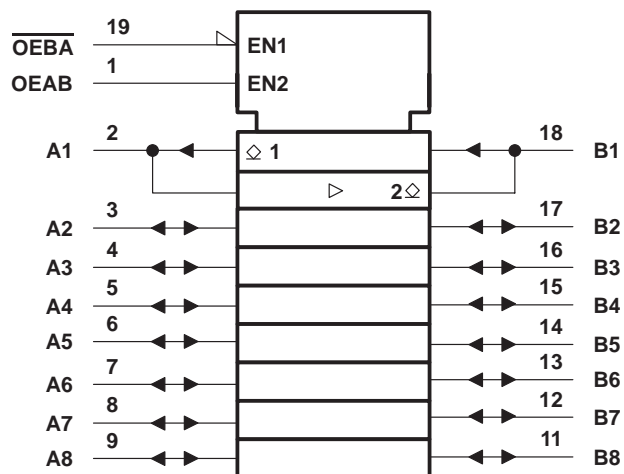 OEBA 19 EN1
OEAB 1 EN2
A1 2 1 18 B1
2
A2 3 17 B2
A3 4 16 B3
A4 5 15 B4
A5 6 14 B5
A6 7 13 B6
A7 8 12 B7
A8 9 11 B8